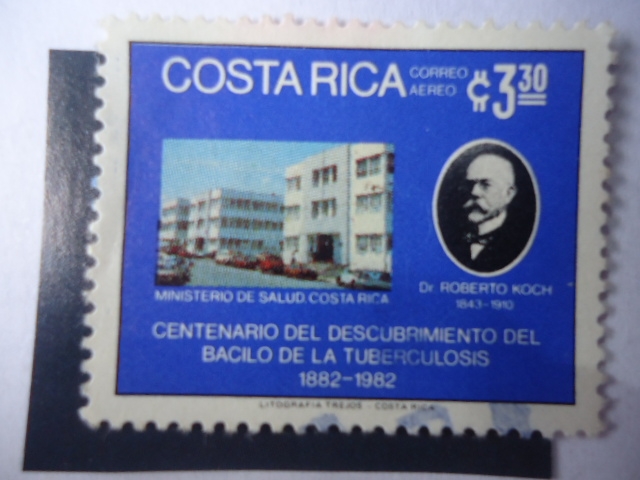 COSTA RICA CORREO AEREO ₡3.30
MINISTERIO DE SALUD. COSTA RICA
Dr ROBERTO KOCH
1843-1910
CENTENARIO DEL DESCUBRIMIENTO DEL
BACILO DE LA TUBERCULOSIS
1882-1982
LITOGRAFIA TREJOS - COSTA RICA